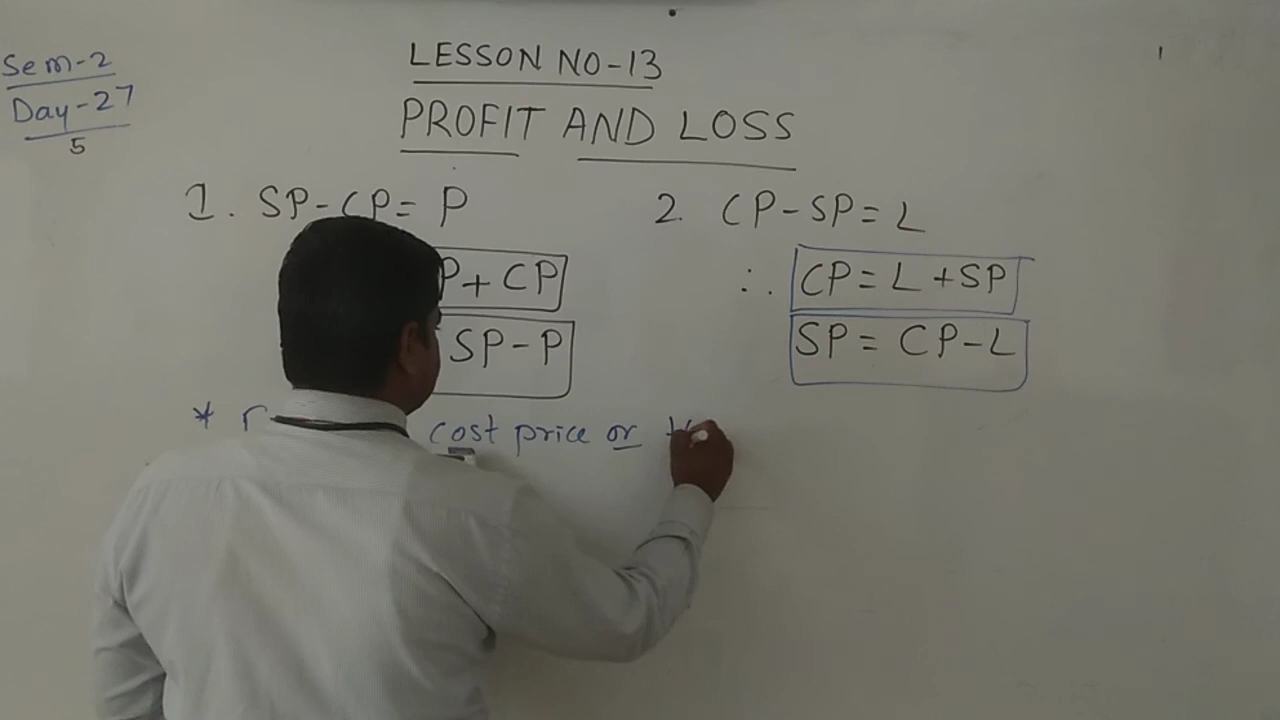 Sem-2
Day-27
5
LESSON NO-13
PROFIT AND LOSS
1. SP-CP= P
P+ CP
SP-P
2. CP-SP= L
∴ CP= L +SP
SP= CP-L
* cost price or